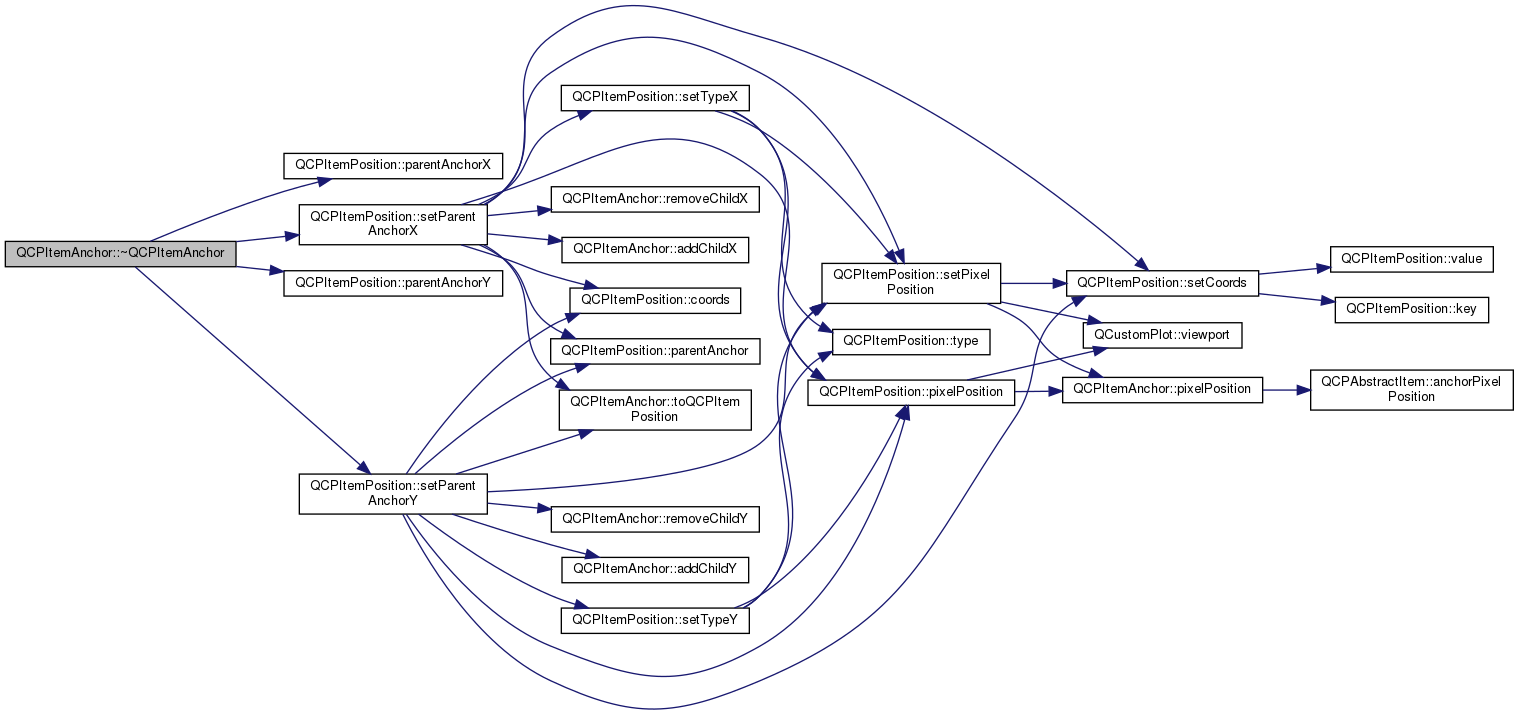 QCPItemAnchor::~QCPItemAnchor
QCPItemPosition::parentAnchorX
QCPItemPosition::setParent
AnchorX
QCPItemPosition::parentAnchorY
QCPItemPosition::setParent
AnchorY
QCPItemPosition::setTypeX
QCPItemAnchor::removeChildX
QCPItemAnchor::addChildX
QCPItemPosition::coords
QCPItemPosition::parentAnchor
QCPItemAnchor::toQCPItem
Position
QCPItemAnchor::removeChildY
QCPItemAnchor::addChildY
QCPItemPosition::setTypeY
QCPItemPosition::setPixel
Position
QCPItemPosition::type
QCPItemPosition::pixelPosition
QCPItemPosition::setCoords
QCustomPlot::viewport
QCPItemAnchor::pixelPosition
QCPItemPosition::value
QCPItemPosition::key
QCPAbstractItem::anchorPixel
Position